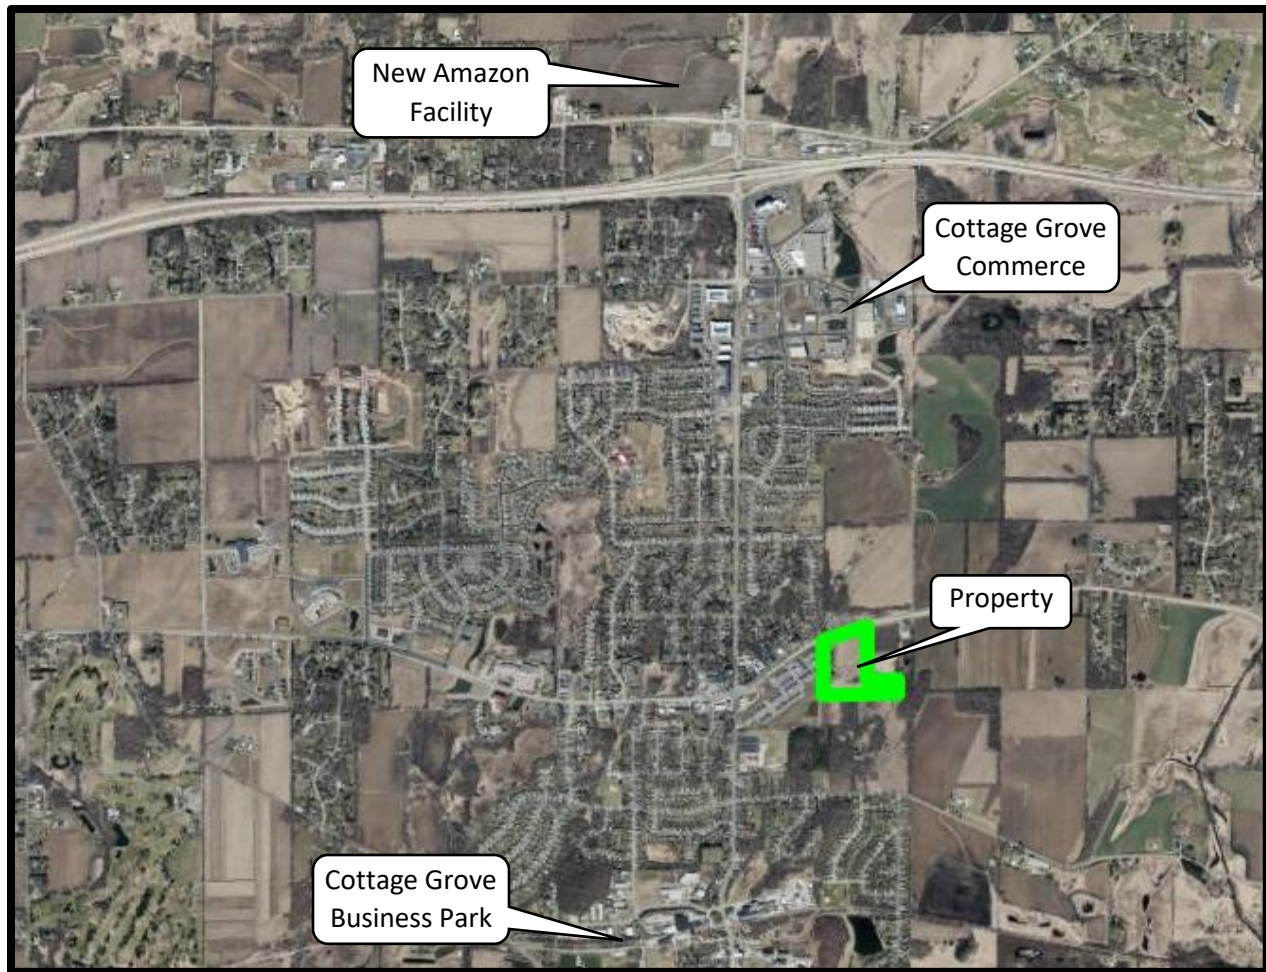 New Amazon
Facility
Cottage Grove
Commerce
Property
Cottage Grove
Business Park